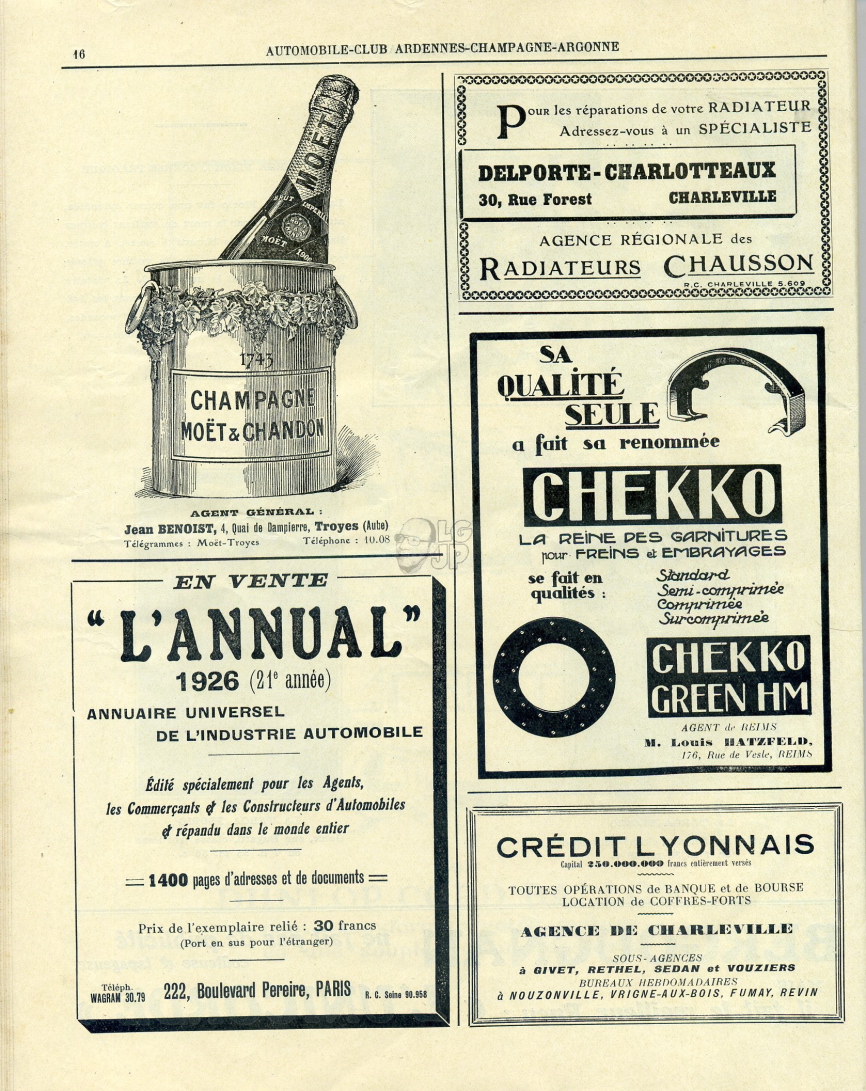 16
AUTOMOBILE-CLUB ARDENNES-CHAMPAGNE-ARGONNE
MOËT
BRUT IMPERIAL
MOËT
1743
CHAMPAGNE
MOËT & CHANDON
AGENT GÉNÉRAL :
Jean BENOIST, 4, Quai de Dampierre, Troyes (Aube)
Télégrammes : Moët-Troyes Téléphone : 10.08
EN VENTE
“L'ANNUAL”
1926 (21e année)
ANNUAIRE UNIVERSEL
DE L'INDUSTRIE AUTOMOBILE
Édité spécialement pour les Agents,
les Commerçants & les Constructeurs d'Automobiles
& répandu dans le monde entier
1400 pages d'adresses et de documents
Prix de l'exemplaire relié : 30 francs
(Port en sus pour l'étranger)
Téléph.
WAGRAM 30.79
222, Boulevard Pereire, PARIS
R. C. Seine 90.958
Pour les réparations de votre RADIATEUR
Adressez-vous à un SPÉCIALISTE
DELPORTE-CHARLOTTEAUX
30, Rue Forest CHARLEVILLE
AGENCE RÉGIONALE des
RADIATEURS CHAUSSON
R.C. CHARLEVILLE 5.609
SA
QUALITÉ
SEULE
a fait sa renommée
CHEKKO
LA REINE DES GARNITURES
pour FREINS et EMBRAYAGES
se fait en
qualités :
Standard
Semi-comprimée
Comprimée
Surcomprimée
CHEKKO
GREEN HM
AGENT de REIMS
M. Louis HATZFELD,
176, Rue de Vesle, REIMS
CRÉDIT LYONNAIS
Capital 250.000.000 francs entièrement versés
TOUTES OPÉRATIONS de BANQUE et de BOURSE
LOCATION de COFFRES-FORTS
AGENCE DE CHARLEVILLE
SOUS-AGENCES
à GIVET, RETHEL, SEDAN et VOUZIERS
BUREAUX HEBDOMADAIRES
à NOUZONVILLE, VRIGNE-AUX-BOIS, FUMAY, REVIN
LG
JP